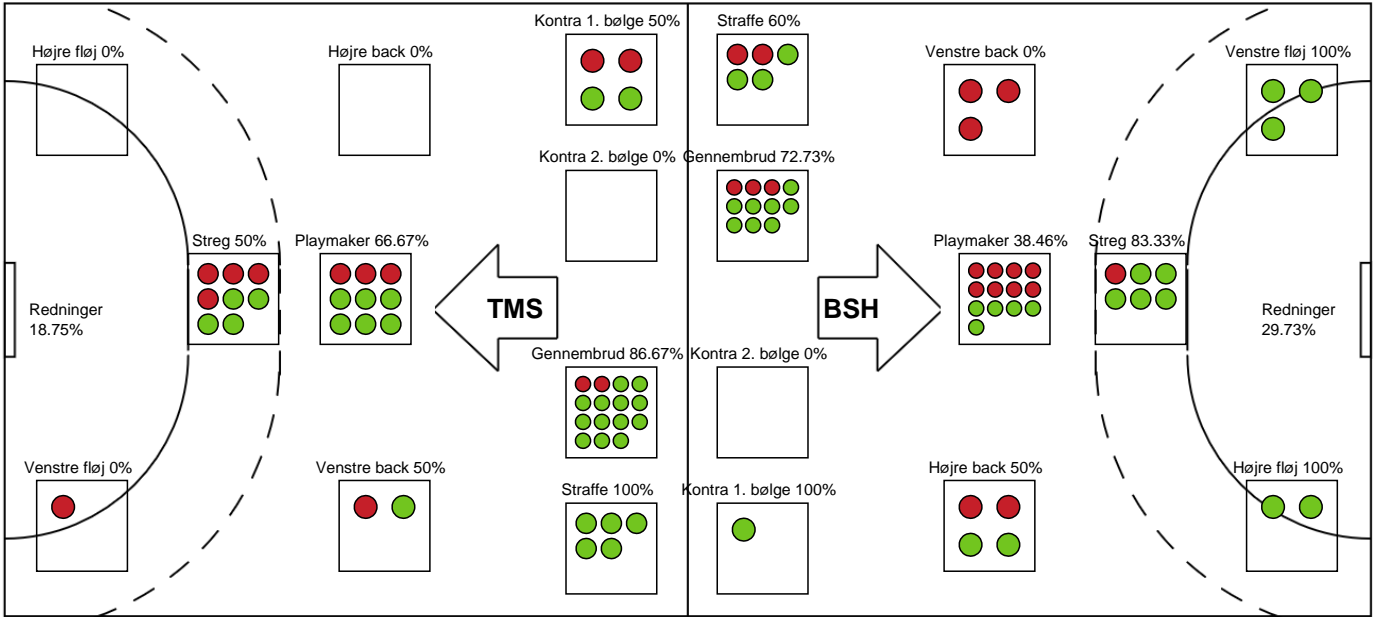 Kontra 1. bølge 50%
Straffe 60%
Højre fløj 0%
Højre back 0%
Venstre back 0%
Venstre fløj 100%
Kontra 2. bølge 0%
Gennembrud 72.73%
Streg 50%
Playmaker 66.67%
Playmaker 38.46%
Streg 83.33%
Redninger
18.75%
TMS
BSH
Redninger
29.73%
Gennembrud 86.67%
Kontra 2. bølge 0%
Venstre fløj 0%
Venstre back 50%
Højre back 50%
Højre fløj 100%
Straffe 100%
Kontra 1. bølge 100%